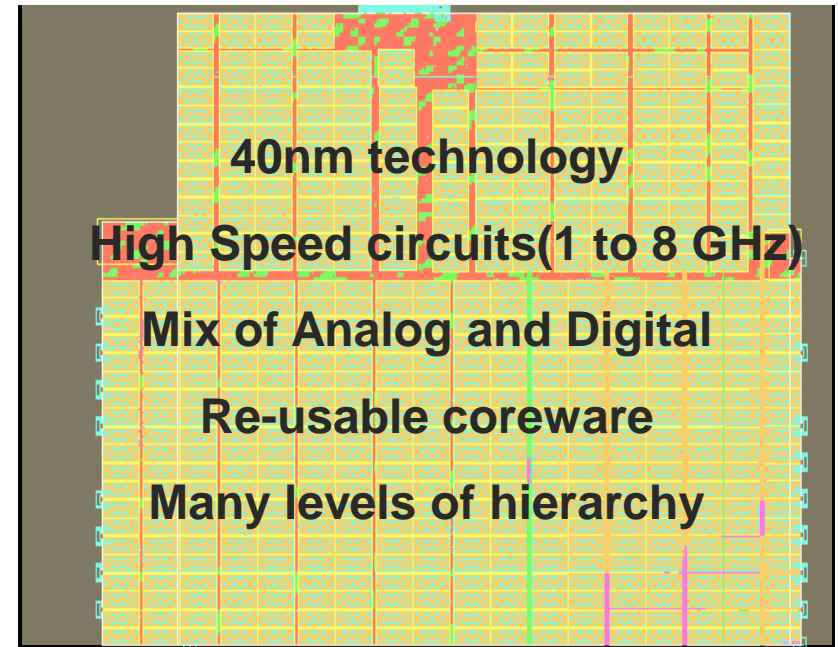 40nm technology
High Speed circuits(1 to 8 GHz)
Mix of Analog and Digital
Re-usable coreware
Many levels of hierarchy